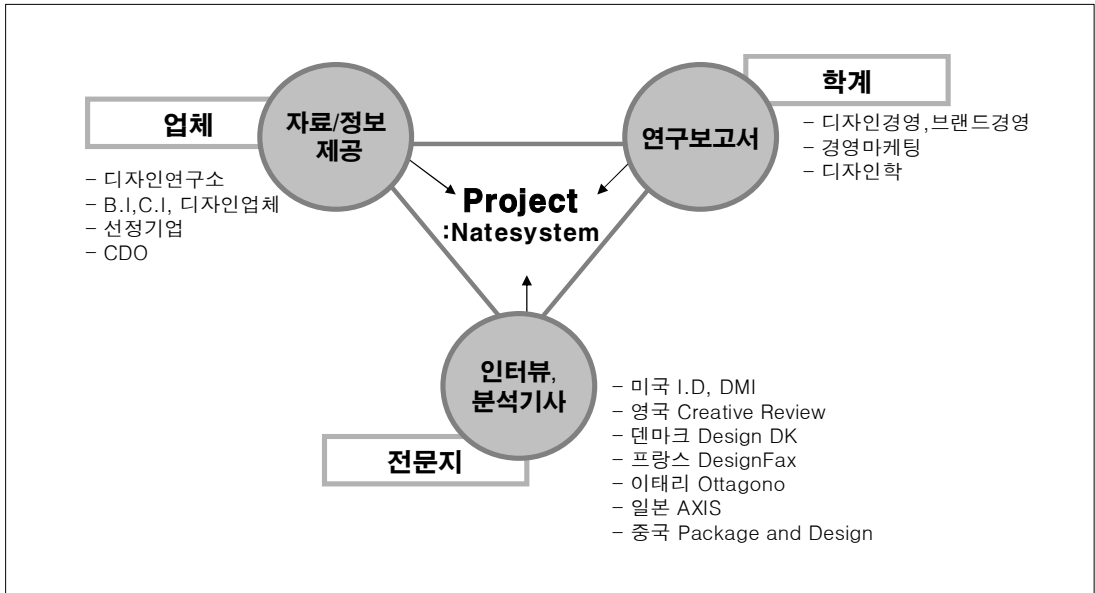 업체
자료/정보
제공
- 디자인연구소
- B.I,C.I, 디자인업체
- 선정기업
- CDO
학계
연구보고서
- 디자인경영,브랜드경영
- 경영마케팅
- 디자인학
Project
:Natesystem
인터뷰,
분석기사
전문지
- 미국 I.D, DMI
- 영국 Creative Review
- 덴마크 Design DK
- 프랑스 DesignFax
- 이태리 Ottagono
- 일본 AXIS
- 중국 Package and Design